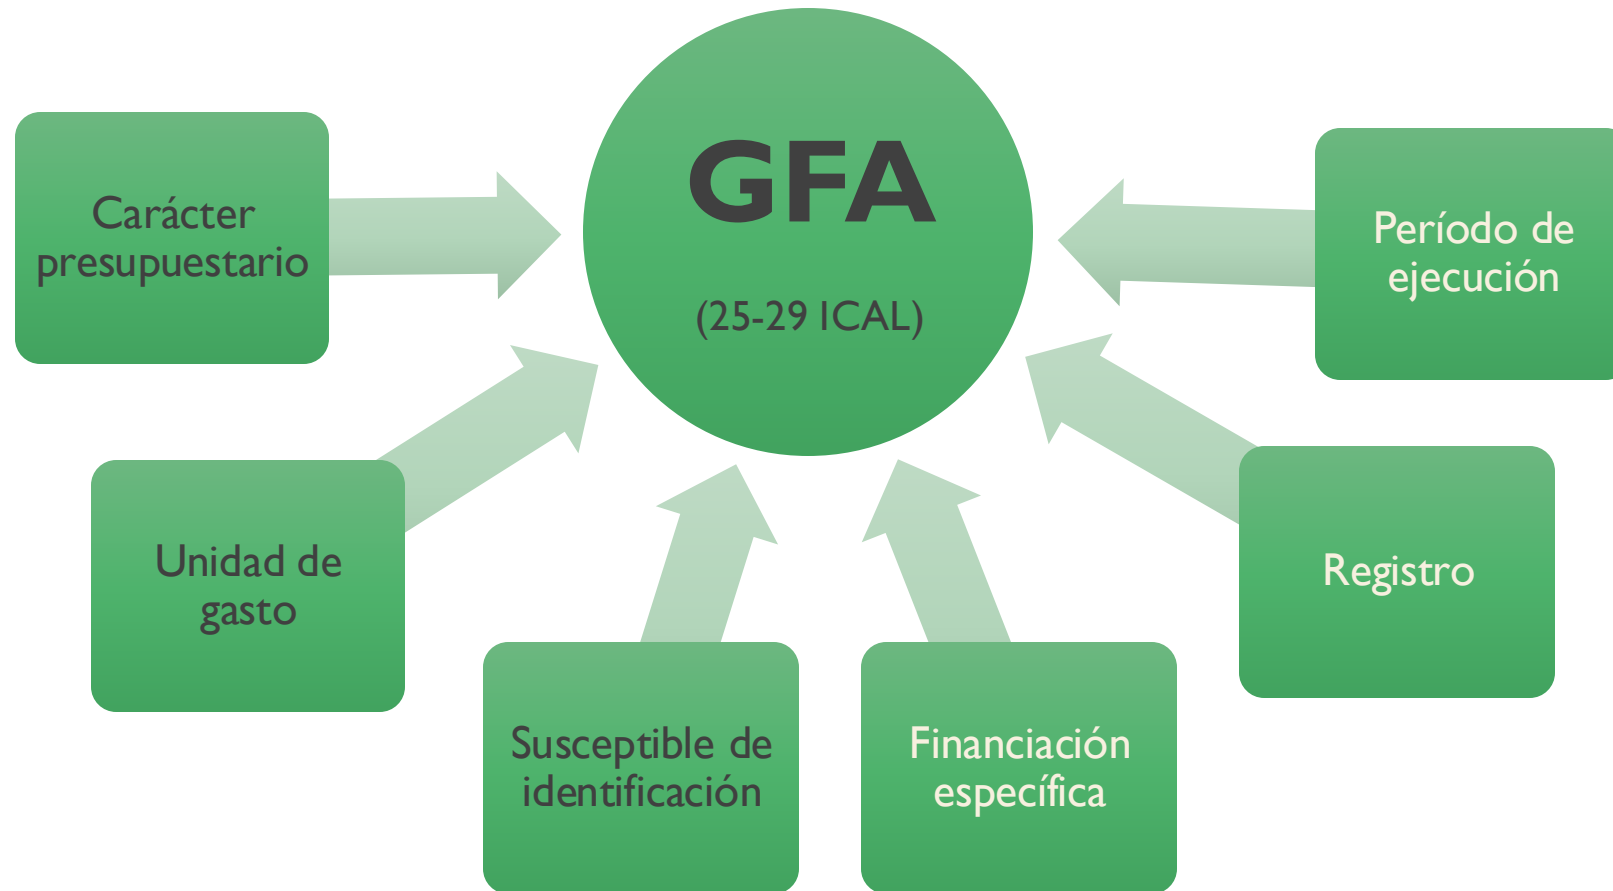 GFA
(25-29 ICAL)
Carácter
presupuestario
Unidad de
gasto
Susceptible de
identificación
Financiación
específica
Registro
Período de
ejecución